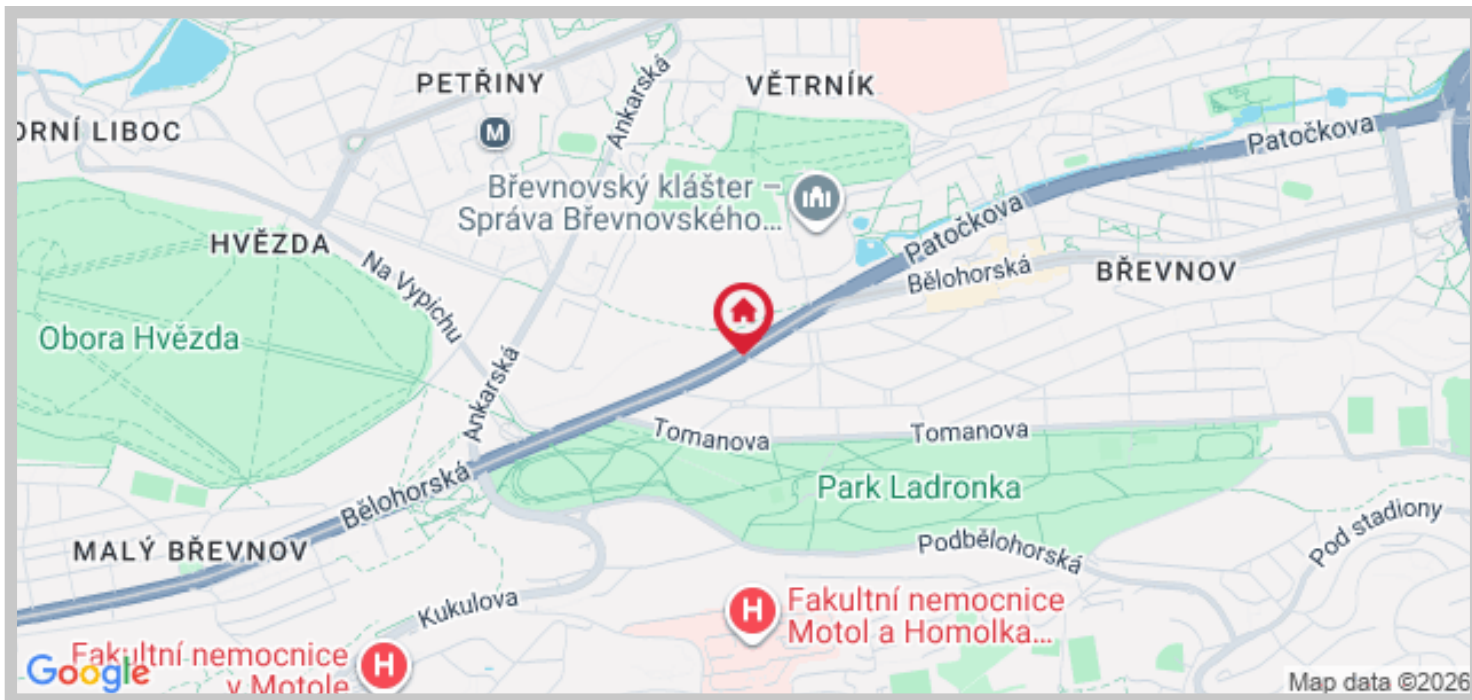 PETŘINY
VĚTRNÍK
Ankarská
ORNÍ LIBOC
M
Patočkova
Břevnovský klášter –
Správa Břevnovského...
Patočkova
HVĚZDA
Na Vypichu
Bělohorská
BŘEVNOV
Obora Hvězda
Ankarská
Tomanova
Tomanova
Bělohorská
Park Ladronka
Pod stadiony
MALÝ BŘEVNOV
Podbělohorská
Kukulova
H
Fakultní nemocnice
Motol a Homolka...
Fakultní nemocnice
v Motole
H
Google
Map data ©2026